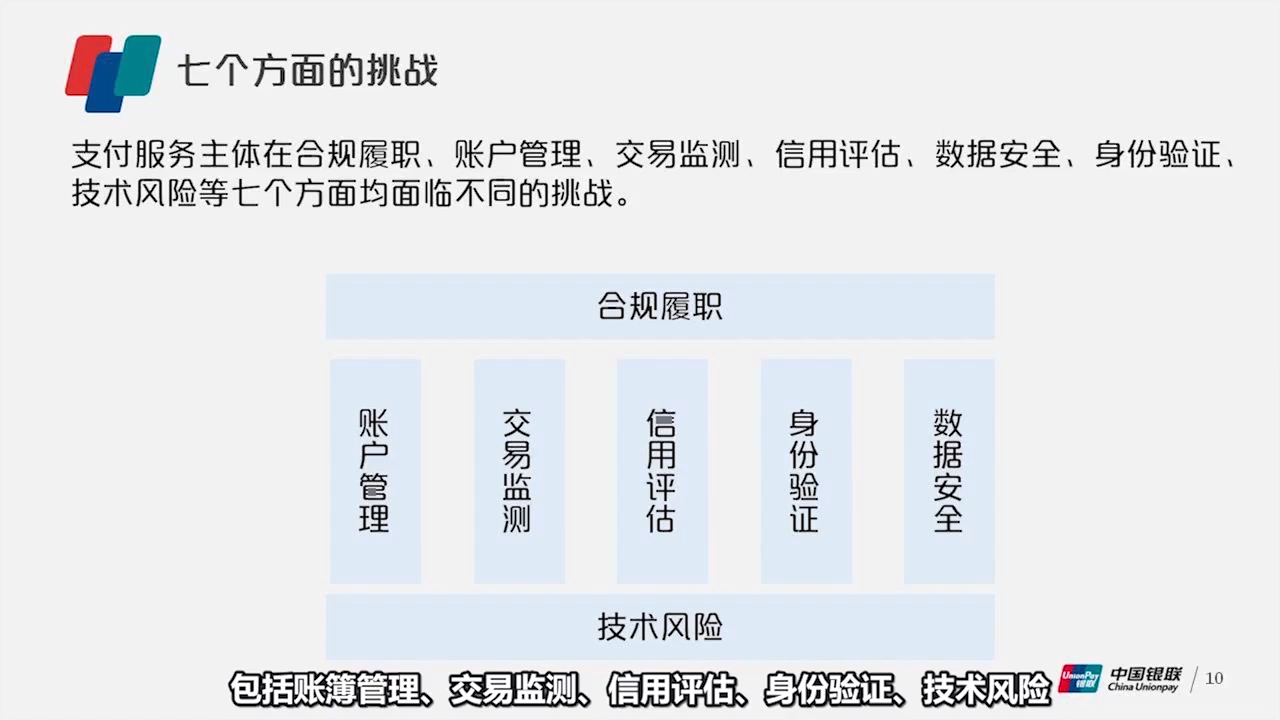 七个方面的挑战
支付服务主体在合规履职、账户管理、交易监测、信用评估、数据安全、身份验证、
技术风险等七个方面均面临不同的挑战。
合规履职
账户管理
交易监测
信用评估
身份验证
数据安全
技术风险
包括账簿管理、交易监测、信用评估、身份验证、技术风险
UnionPay
银联
中国银联
China Unionpay
10